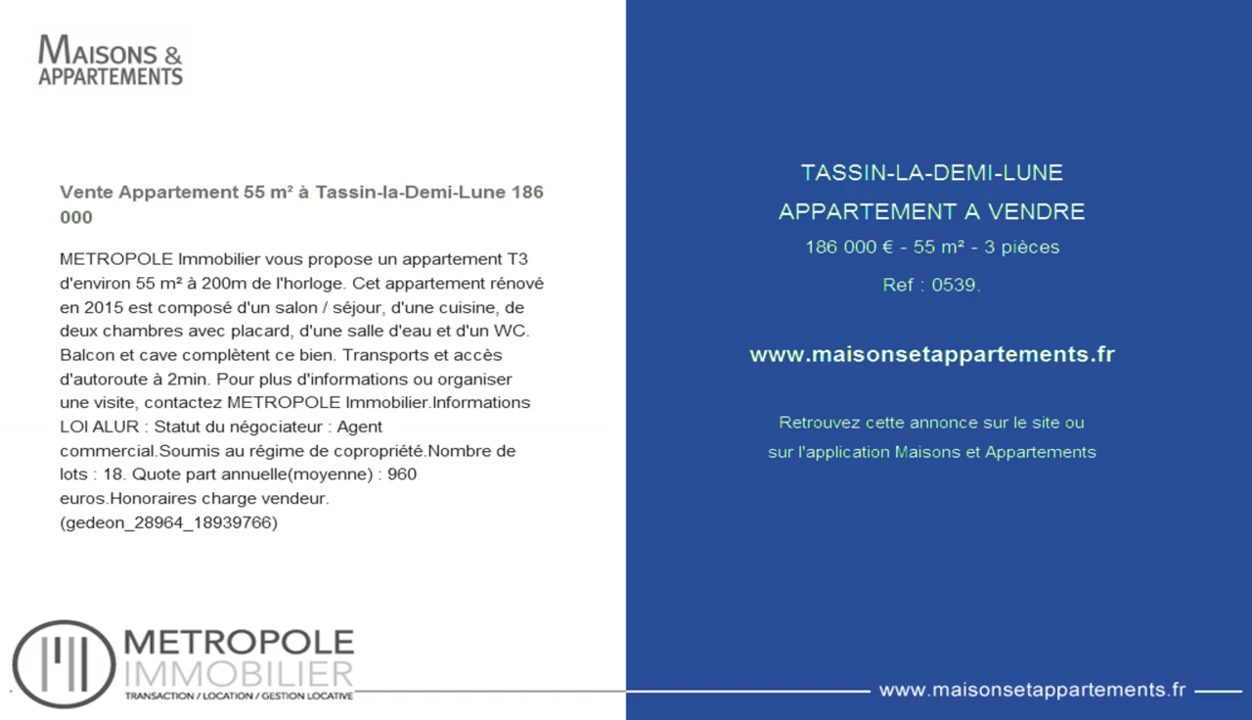 MAISONS &
APPARTEMENTS
Vente Appartement 55 m² à Tassin-la-Demi-Lune 186
000
METROPOLE Immobilier vous propose un appartement T3
d'environ 55 m² à 200m de l'horloge. Cet appartement rénové
en 2015 est composé d'un salon / séjour, d'une cuisine, de
deux chambres avec placard, d'une salle d'eau et d'un WC.
Balcon et cave complètent ce bien. Transports et accès
d'autoroute à 2min. Pour plus d'informations ou organiser
une visite, contactez METROPOLE Immobilier.Informations
LOI ALUR : Statut du négociateur : Agent
commercial.Soumis au régime de copropriété.Nombre de
lots : 18. Quote part annuelle(moyenne) : 960
euros.Honoraires charge vendeur.
(gedeon_28964_18939766)
METROPOLE
IMMOBILIER
TRANSACTION / LOCATION / GESTION LOCATIVE
TASSIN-LA-DEMI-LUNE
APPARTEMENT A VENDRE
186 000 € - 55 m² - 3 pièces
Ref : 0539.
www.maisonsetappartements.fr
Retrouvez cette annonce sur le site ou
sur l'application Maisons et Appartements
www.maisonsetappartements.fr